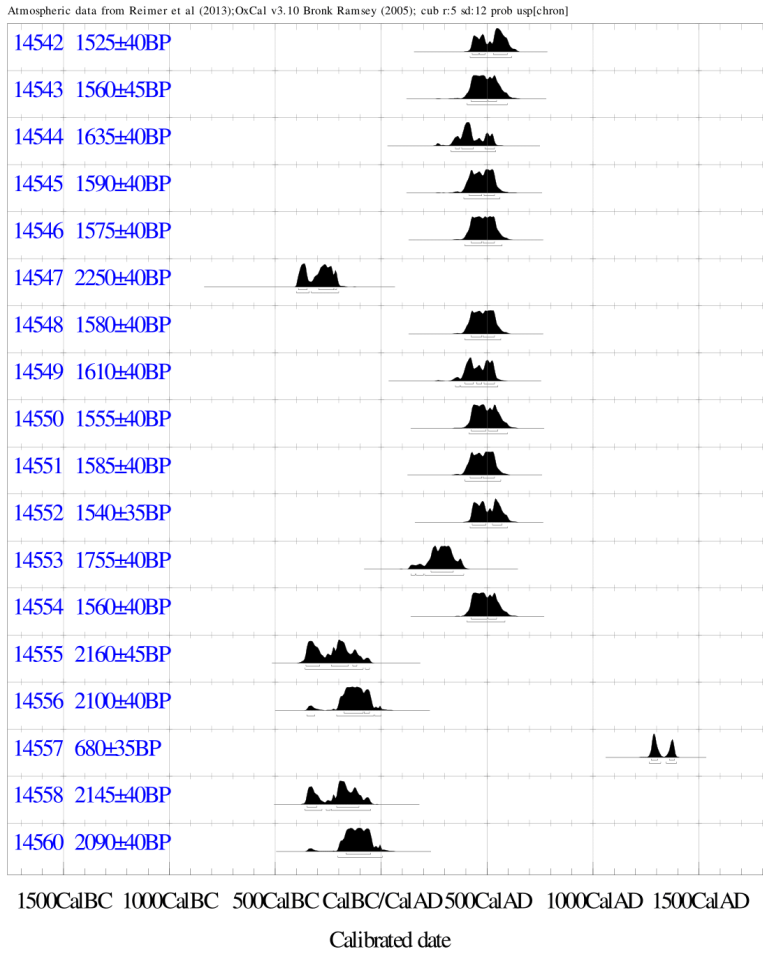 Atmospheric data from Reimer et al (2013);OxCal v3.10 Bronk Ramsey (2005); cub r:5 sd:12 prob usp[chron]
14542 1525±40BP
14543 1560±45BP
14544 1635±40BP
14545 1590±40BP
14546 1575±40BP
14547 2250±40BP
14548 1580±40BP
14549 1610±40BP
14550 1555±40BP
14551 1585±40BP
14552 1540±35BP
14553 1755±40BP
14554 1560±40BP
14555 2160±45BP
14556 2100±40BP
14557 680±35BP
14558 2145±40BP
14560 2090±40BP
1500CalBC 1000CalBC 500CalBC CalBC/CalAD 500CalAD 1000CalAD 1500CalAD
Calibrated date